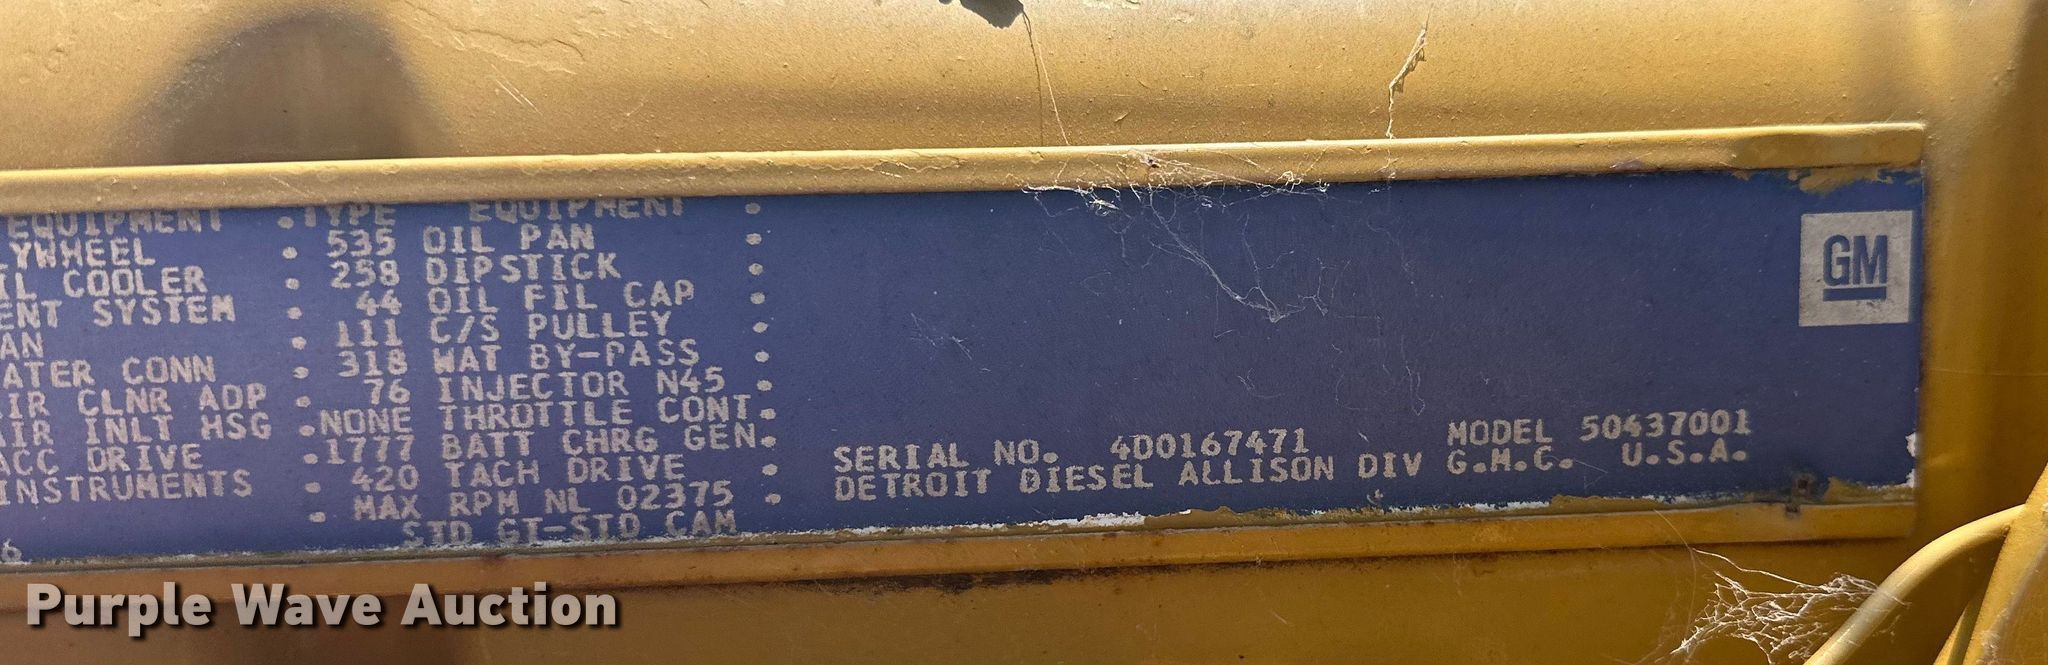 EQUIPMENT . TYPE EQUIPMENT .
LYWHEEL . 535 OIL PAN .
IL COOLER . 258 DIPSTICK .
ENT SYSTEM . 44 OIL FIL CAP .
AN . 111 C/S PULLEY .
ATER CONN . 318 WAT BY-PASS .
IR CLNR ADP . 76 INJECTOR N45 .
AIR INLT HSG .NONE THROTTLE CONT.
ACC DRIVE .1777 BATT CHRG GEN.
INSTRUMENTS . 420 TACH DRIVE .
. MAX RPM NL 02375 .
6 STD GT-STD CAM
GM
SERIAL NO. 4D0167471 MODEL 50437001
DETROIT DIESEL ALLISON DIV G.M.C. U.S.A.
Purple Wave Auction